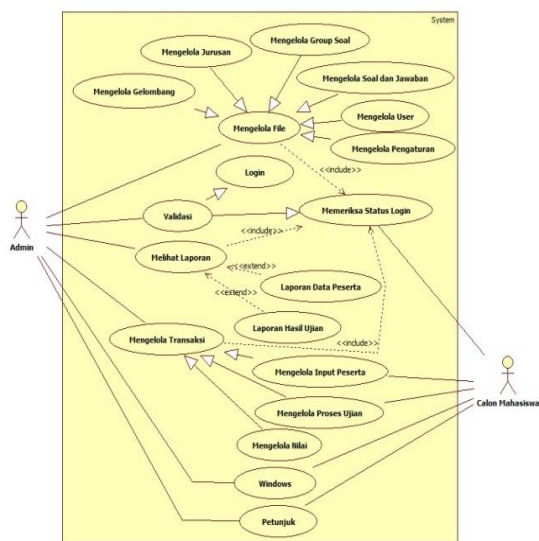 System
Mengelola Group Soal
Mengelola Jurusan
Mengelola Soal dan Jawaban
Mengelola Gelombang
Mengelola User
Mengelola File
Mengelola Pengaturan
Login
<<include>>
Validasi
Memeriksa Status Login
Admin
<<include>>
Melihat Laporan
<<extend>>
Laporan Data Peserta
<<extend>>
Laporan Hasil Ujian
Mengelola Transaksi
<<include>>
Mengelola Input Peserta
Calon Mahasiswa
Mengelola Proses Ujian
Mengelola Nilai
Windows
Petunjuk